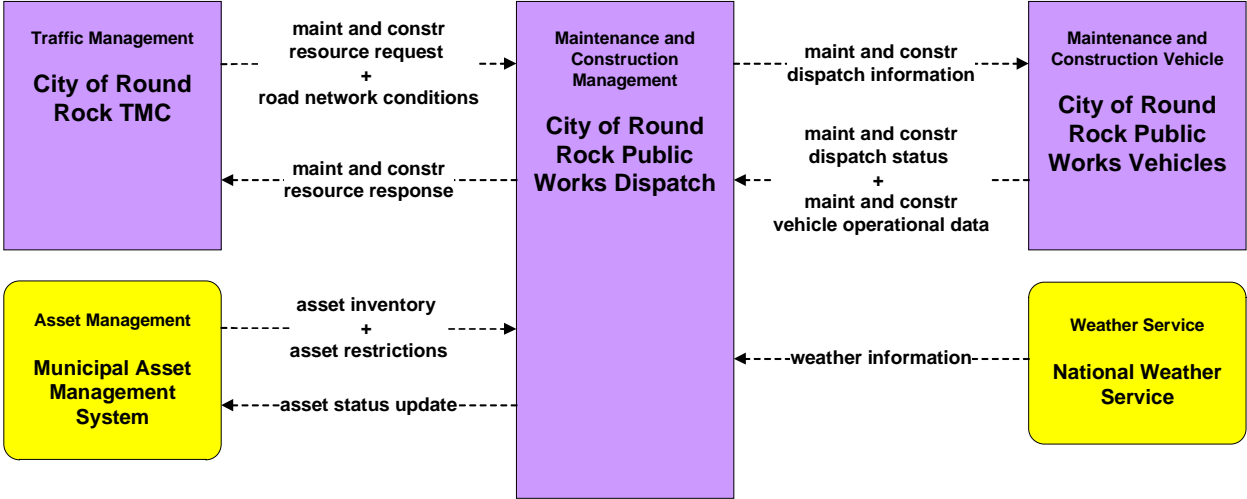 Traffic Management
City of Round
Rock TMC
maint and constr
resource request
+
road network conditions
maint and constr
resource response
Maintenance and
Construction
Management
City of Round
Rock Public
Works Dispatch
maint and constr
dispatch information
maint and constr
dispatch status
+
maint and constr
vehicle operational data
Maintenance and
Construction Vehicle
City of Round
Rock Public
Works Vehicles
Asset Management
Municipal Asset
Management
System
asset inventory
+
asset restrictions
asset status update
weather information
Weather Service
National Weather
Service